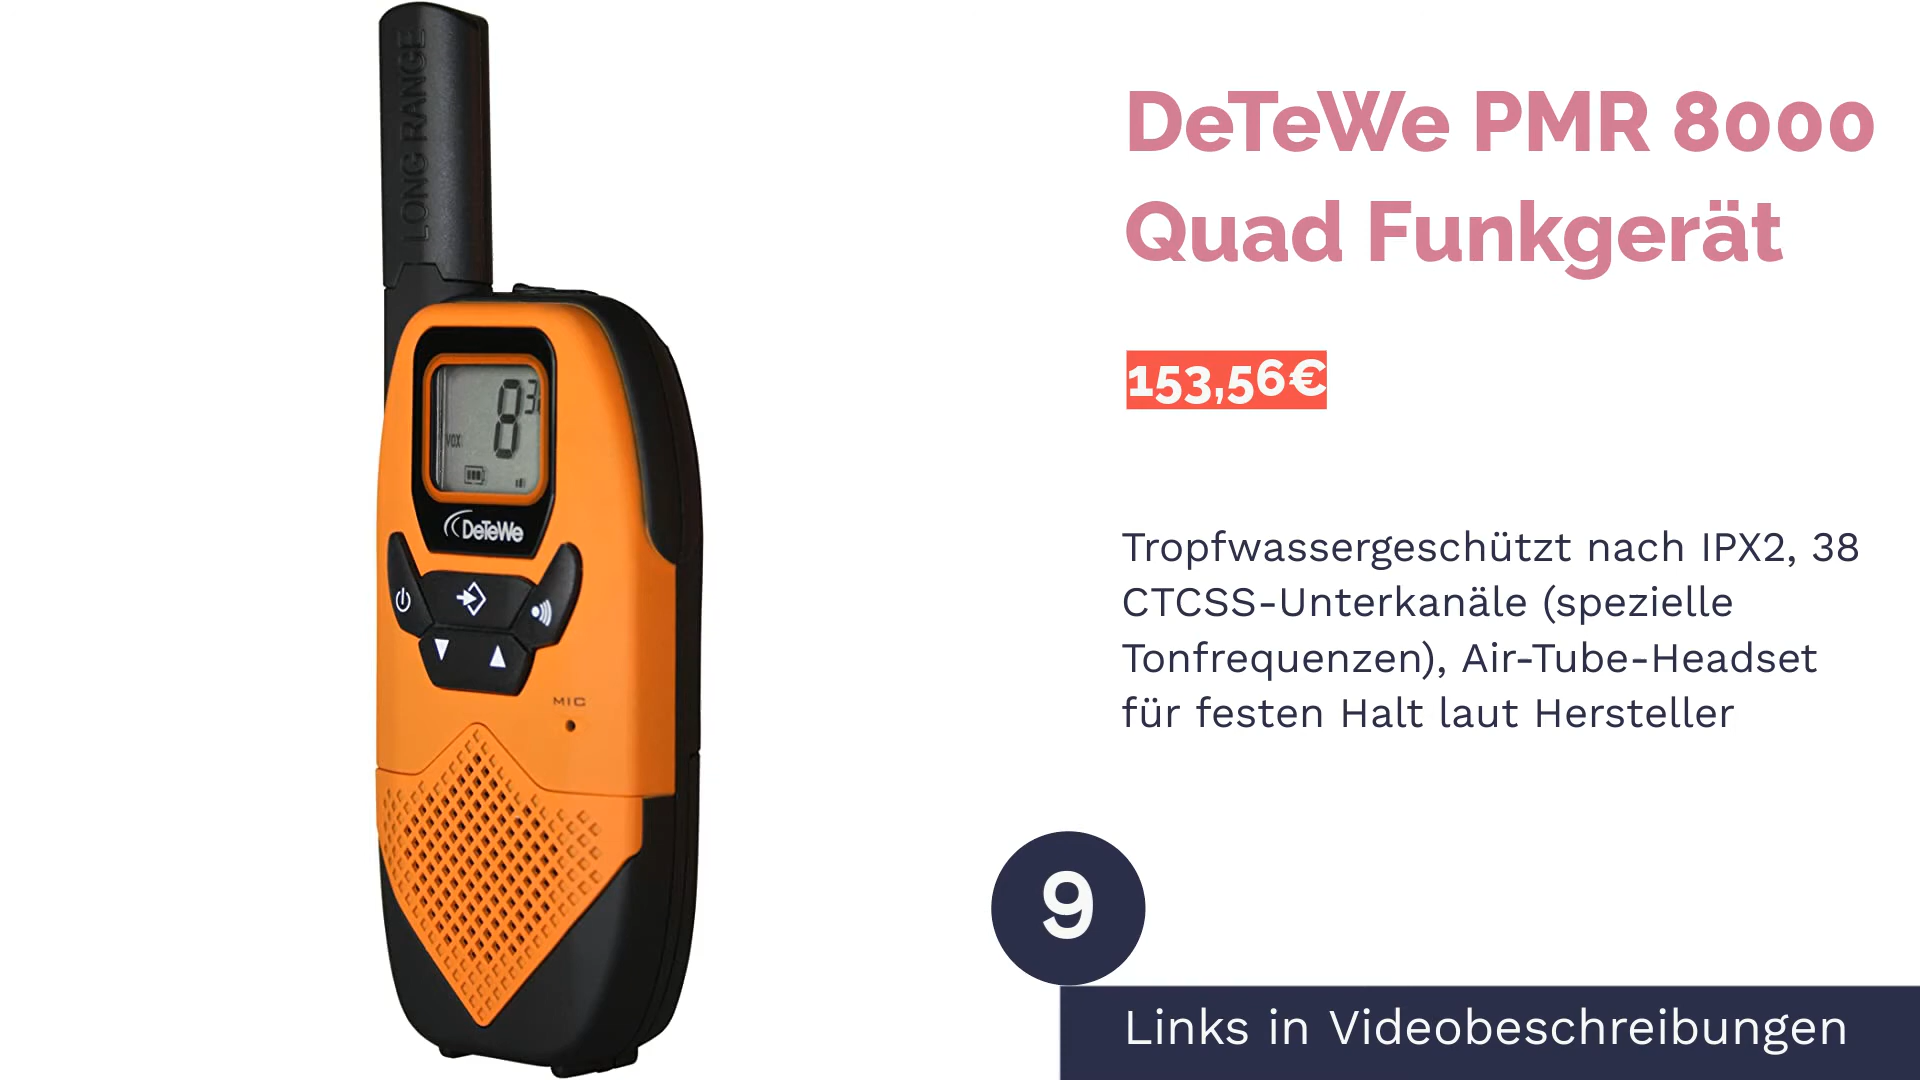 LONG RANGE
8
VOX
DeTeWe
MIC
DeTeWe PMR 8000
Quad Funkgerät
153,56€
Tropfwassergeschützt nach IPX2, 38
CTCSS-Unterkanäle (spezielle
Tonfrequenzen), Air-Tube-Headset
für festen Halt laut Hersteller
9
Links in Videobeschreibungen